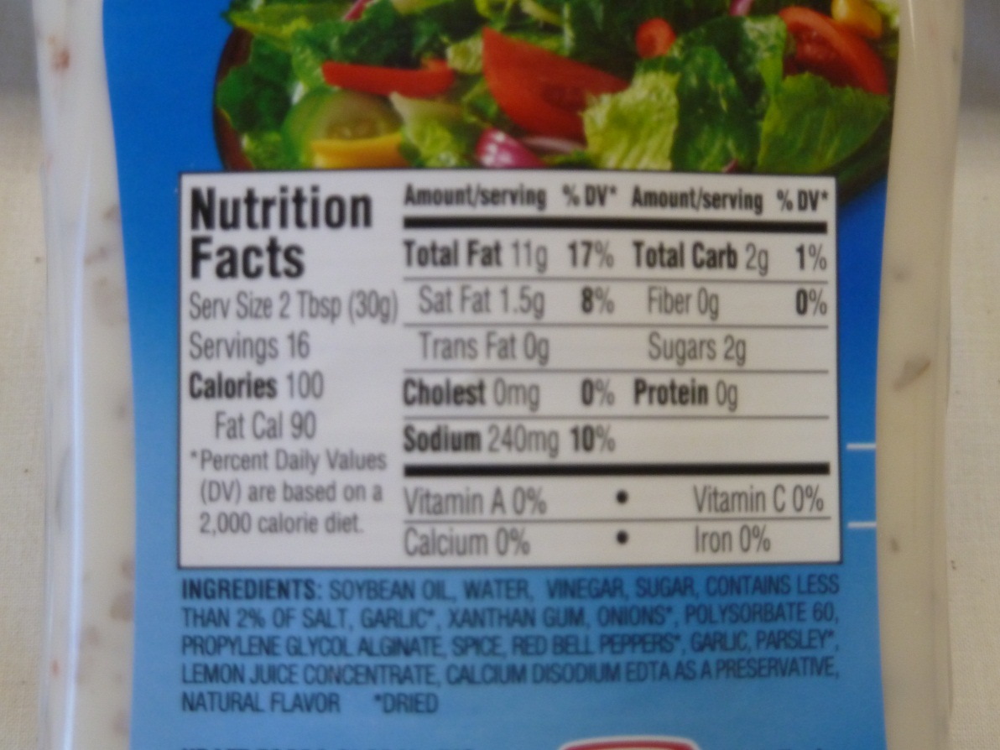 Nutrition
Facts
Serv Size 2 Tbsp (30g)
Servings 16
Calories 100
Fat Cal 90
*Percent Daily Values
(DV) are based on a
2,000 calorie diet.
Amount/serving % DV* Amount/serving % DV*
Total Fat 11g 17% Total Carb 2g 1%
Sat Fat 1.5g 8% Fiber 0g 0%
Trans Fat 0g Sugars 2g
Cholest 0mg 0% Protein 0g
Sodium 240mg 10%
Vitamin A 0% • Vitamin C 0%
Calcium 0% • Iron 0%
INGREDIENTS: SOYBEAN OIL, WATER, VINEGAR, SUGAR, CONTAINS LESS
THAN 2% OF SALT, GARLIC*, XANTHAN GUM, ONIONS*, POLYSORBATE 60,
PROPYLENE GLYCOL ALGINATE, SPICE, RED BELL PEPPERS*, GARLIC, PARSLEY*,
LEMON JUICE CONCENTRATE, CALCIUM DISODIUM EDTA AS A PRESERVATIVE,
NATURAL FLAVOR *DRIED